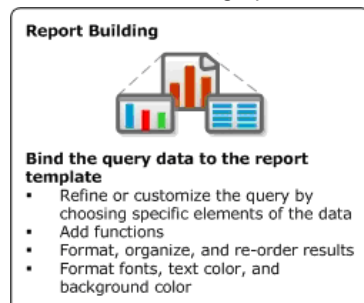 Report Building
Bind the query data to the report
template
▪ Refine or customize the query by
choosing specific elements of the data
▪ Add functions
▪ Format, organize, and re-order results
▪ Format fonts, text color, and
background color